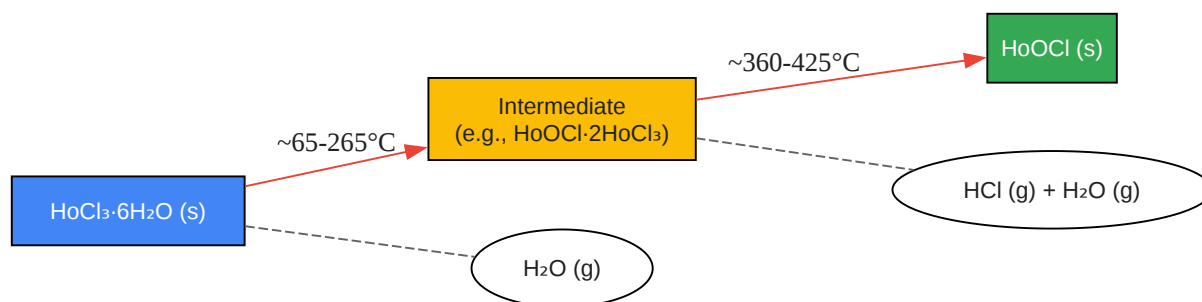 HoOCl (s)
~360-425°C
Intermediate
(e.g., HoOCl·2HoCl₃)
~65-265°C
HCl (g) + H₂O (g)
HoCl₃·6H₂O (s)
H₂O (g)